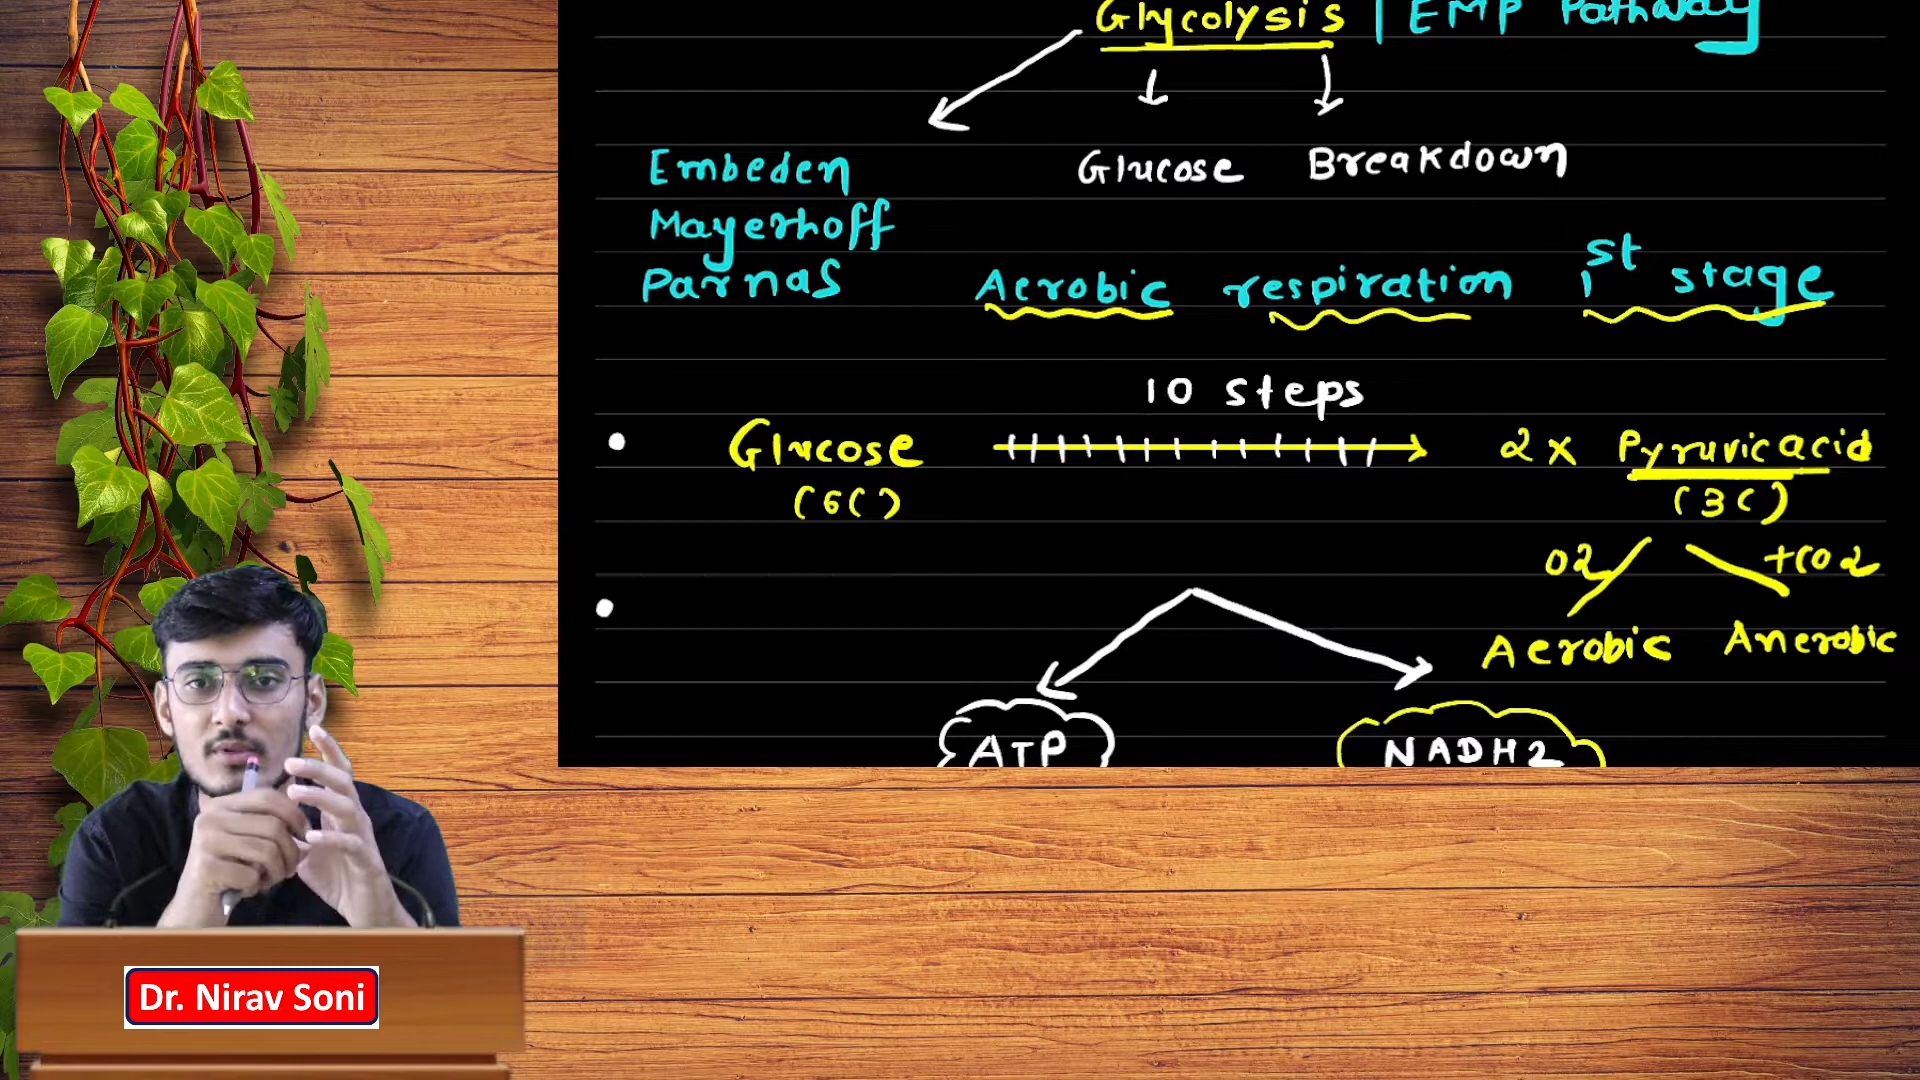 Glycolysis | EMP Pathway
Embeden Glucose Breakdown
Mayerhoff
Parnas Aerobic respiration 1st stage
10 steps
Glucose 2 x Pyruvic acid
(6C) (3C)
O2 +CO2
Aerobic Anerobic
ATP NADH2
Dr. Nirav Soni